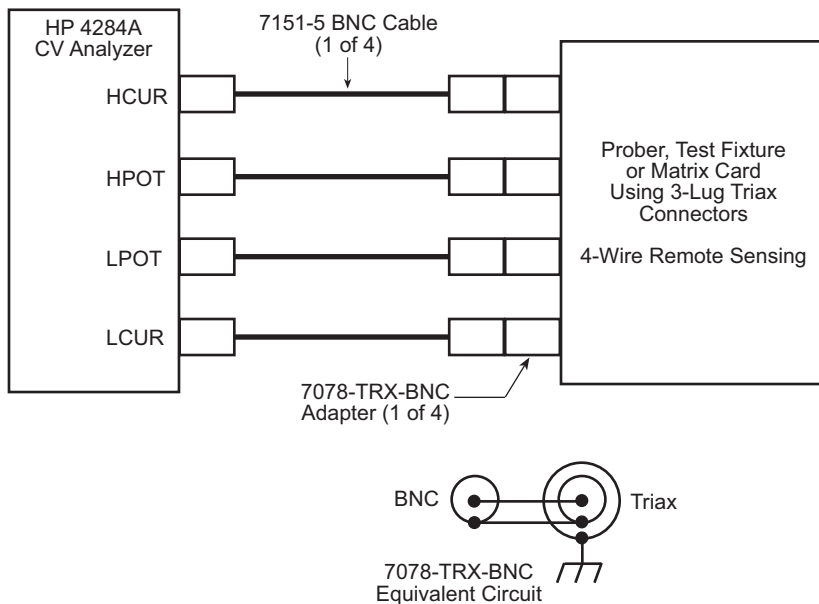 HP 4284A
CV Analyzer
7151-5 BNC Cable
(1 of 4)
HCUR
HPOT
LPOT
LCUR
Prober, Test Fixture
or Matrix Card
Using 3-Lug Triax
Connectors
4-Wire Remote Sensing
7078-TRX-BNC
Adapter (1 of 4)
BNC
Triax
7078-TRX-BNC
Equivalent Circuit